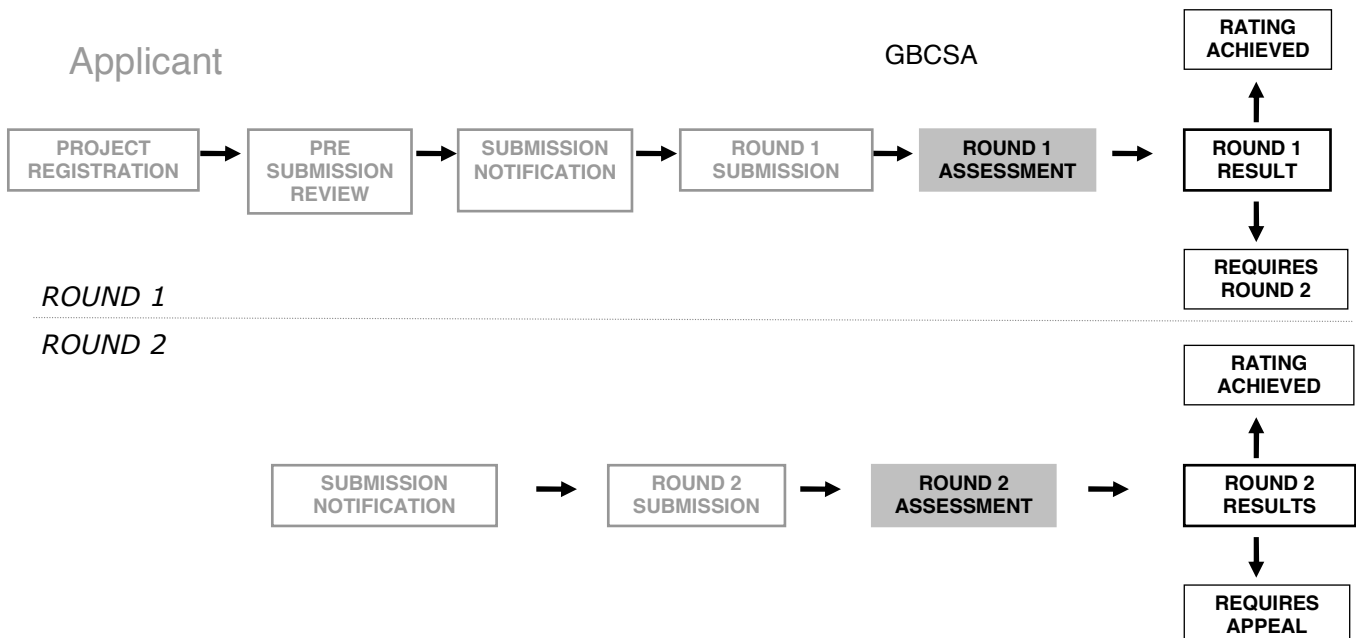 Applicant
GBCSA
RATING
ACHIEVED
PROJECT
REGISTRATION
PRE
SUBMISSION
REVIEW
SUBMISSION
NOTIFICATION
ROUND 1
SUBMISSION
ROUND 1
ASSESSMENT
ROUND 1
RESULT
REQUIRES
ROUND 2
ROUND 1
ROUND 2
RATING
ACHIEVED
SUBMISSION
NOTIFICATION
ROUND 2
SUBMISSION
ROUND 2
ASSESSMENT
ROUND 2
RESULTS
REQUIRES
APPEAL